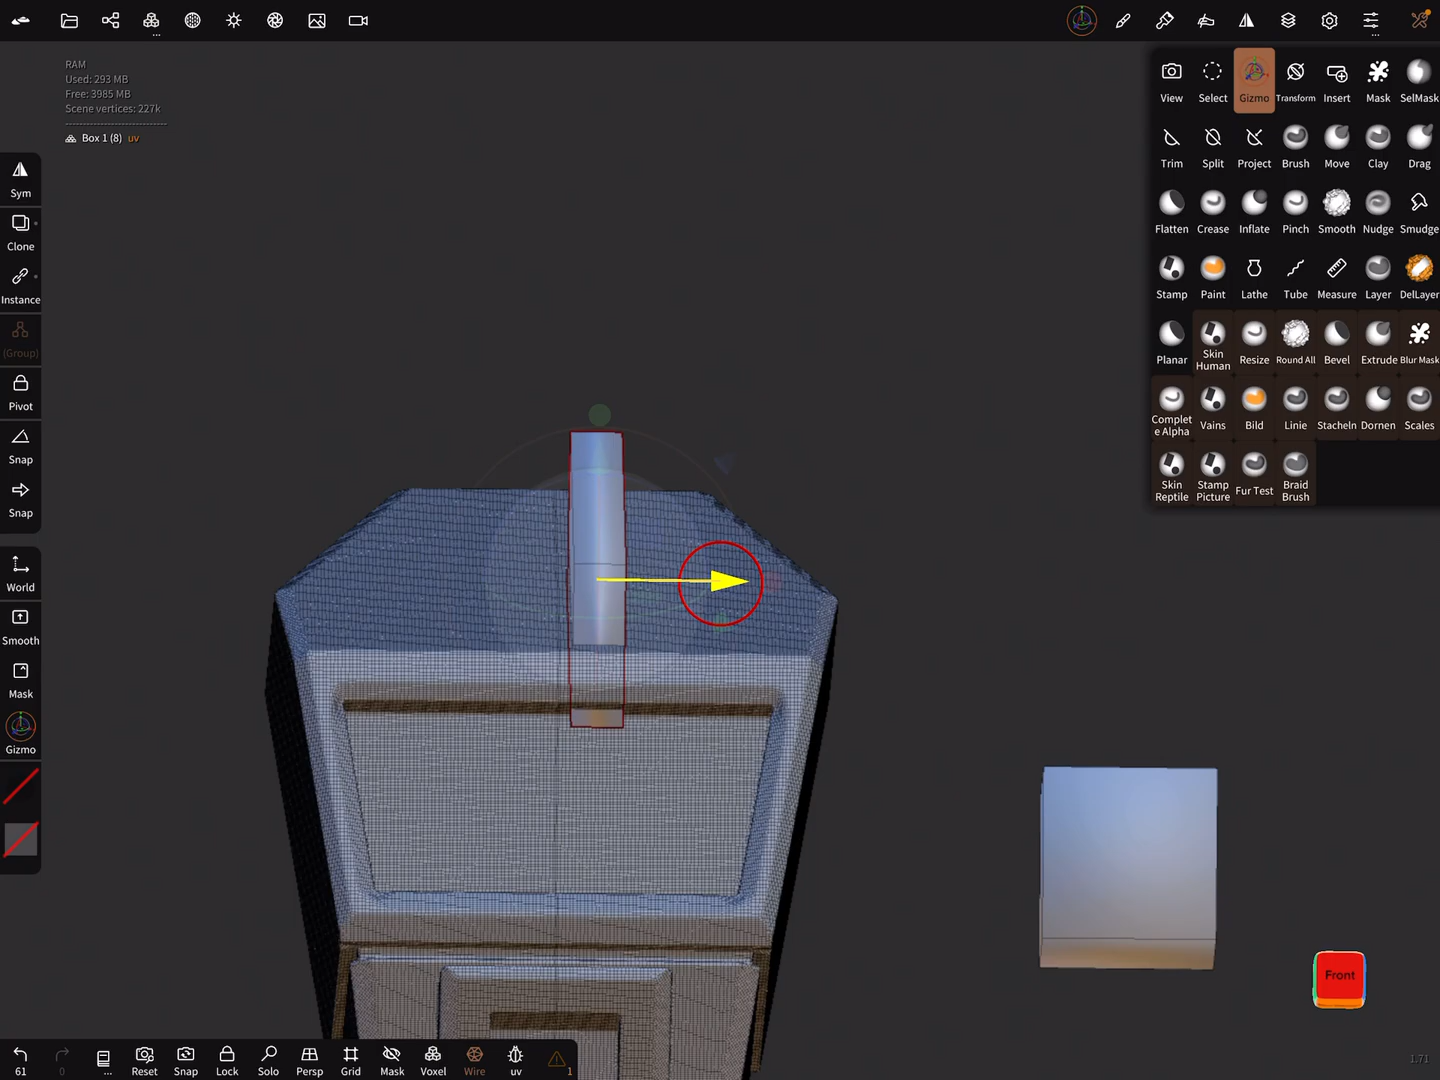 RAM
Used: 293 MB
Free: 3985 MB
Scene vertices: 227k
Box 1 (8) uv
Sym
Clone
Instance
(Group)
Pivot
Snap
Snap
World
Smooth
Mask
Gizmo
View Select Gizmo Transform Insert Mask SelMask
Trim Split Project Brush Move Clay Drag
Flatten Crease Inflate Pinch Smooth Nudge Smudge
Stamp Paint Lathe Tube Measure Layer DelLayer
Planar Skin Human Resize Round All Bevel Extrude Blur Mask
Complet
e Alpha Vains Bild Linie Stacheln Dornen Scales
Skin Reptile Stamp Picture Fur Test Braid Brush
Front
61 0 ... Reset Snap Lock Solo Persp Grid Mask Voxel Wire uv 1
1.71